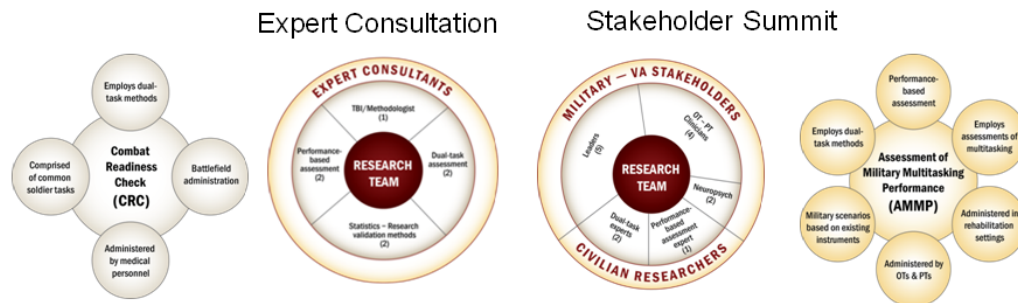 Expert Consultation
Stakeholder Summit
Employs dual-
task methods
Comprised
of common
soldier tasks
Combat
Readiness
Check
(CRC)
Battlefield
administration
Administered
by medical
personnel
EXPERT CONSULTANTS
TBI/Methodologist
(1)
Performance-
based
assessment
(2)
RESEARCH
TEAM
Dual-task
assessment
(2)
Statistics – Research
validation methods
(2)
MILITARY — VA STAKEHOLDERS
Leaders
(5)
OT – PT
Clinicians
(4)
RESEARCH
TEAM
Neuropsych
(2)
Dual-task
experts
(2)
Performance-
based
assessment
expert
(1)
CIVILIAN RESEARCHERS
Performance-
based
assessment
Employs dual-
task methods
Employs
assessments of
multitasking
Assessment of
Military Multitasking
Performance
(AMMP)
Military scenarios
based on existing
instruments
Administered in
rehabilitation
settings
Administered by
OTs & PTs